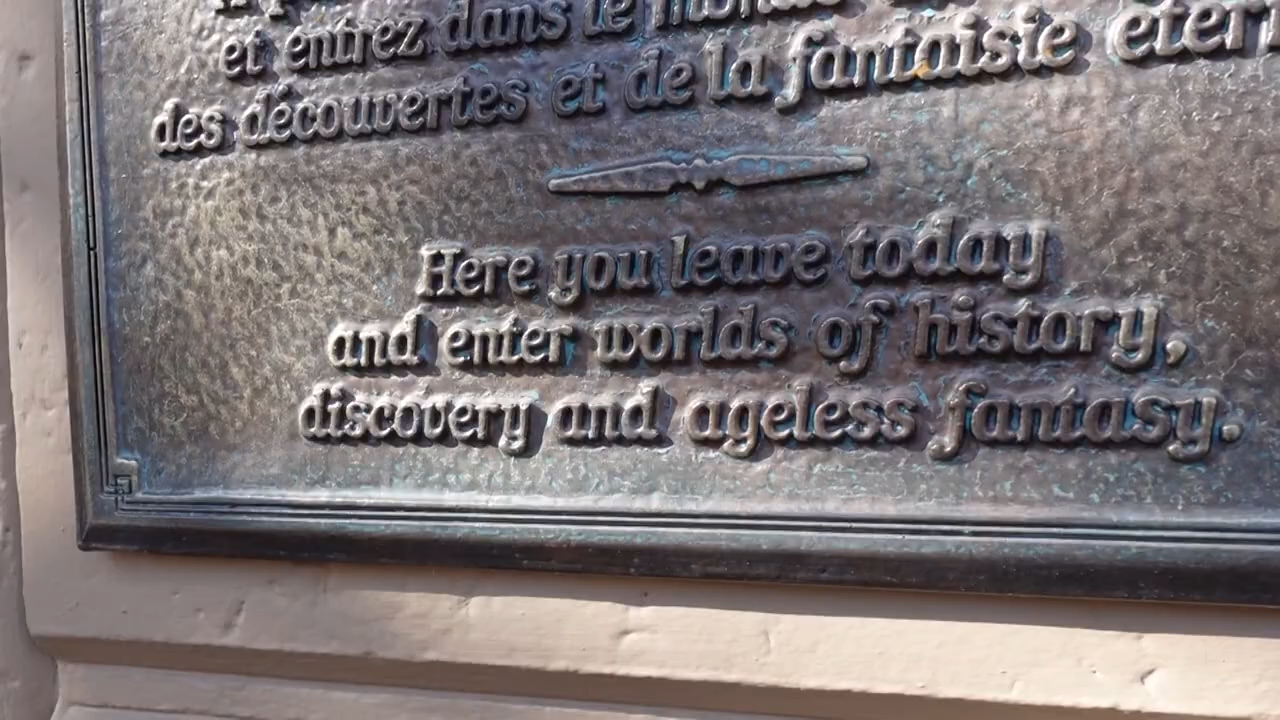 et entrez dans le monde
des découvertes et de la fantaisie
Here you leave today
and enter worlds of history,
discovery and ageless fantasy.